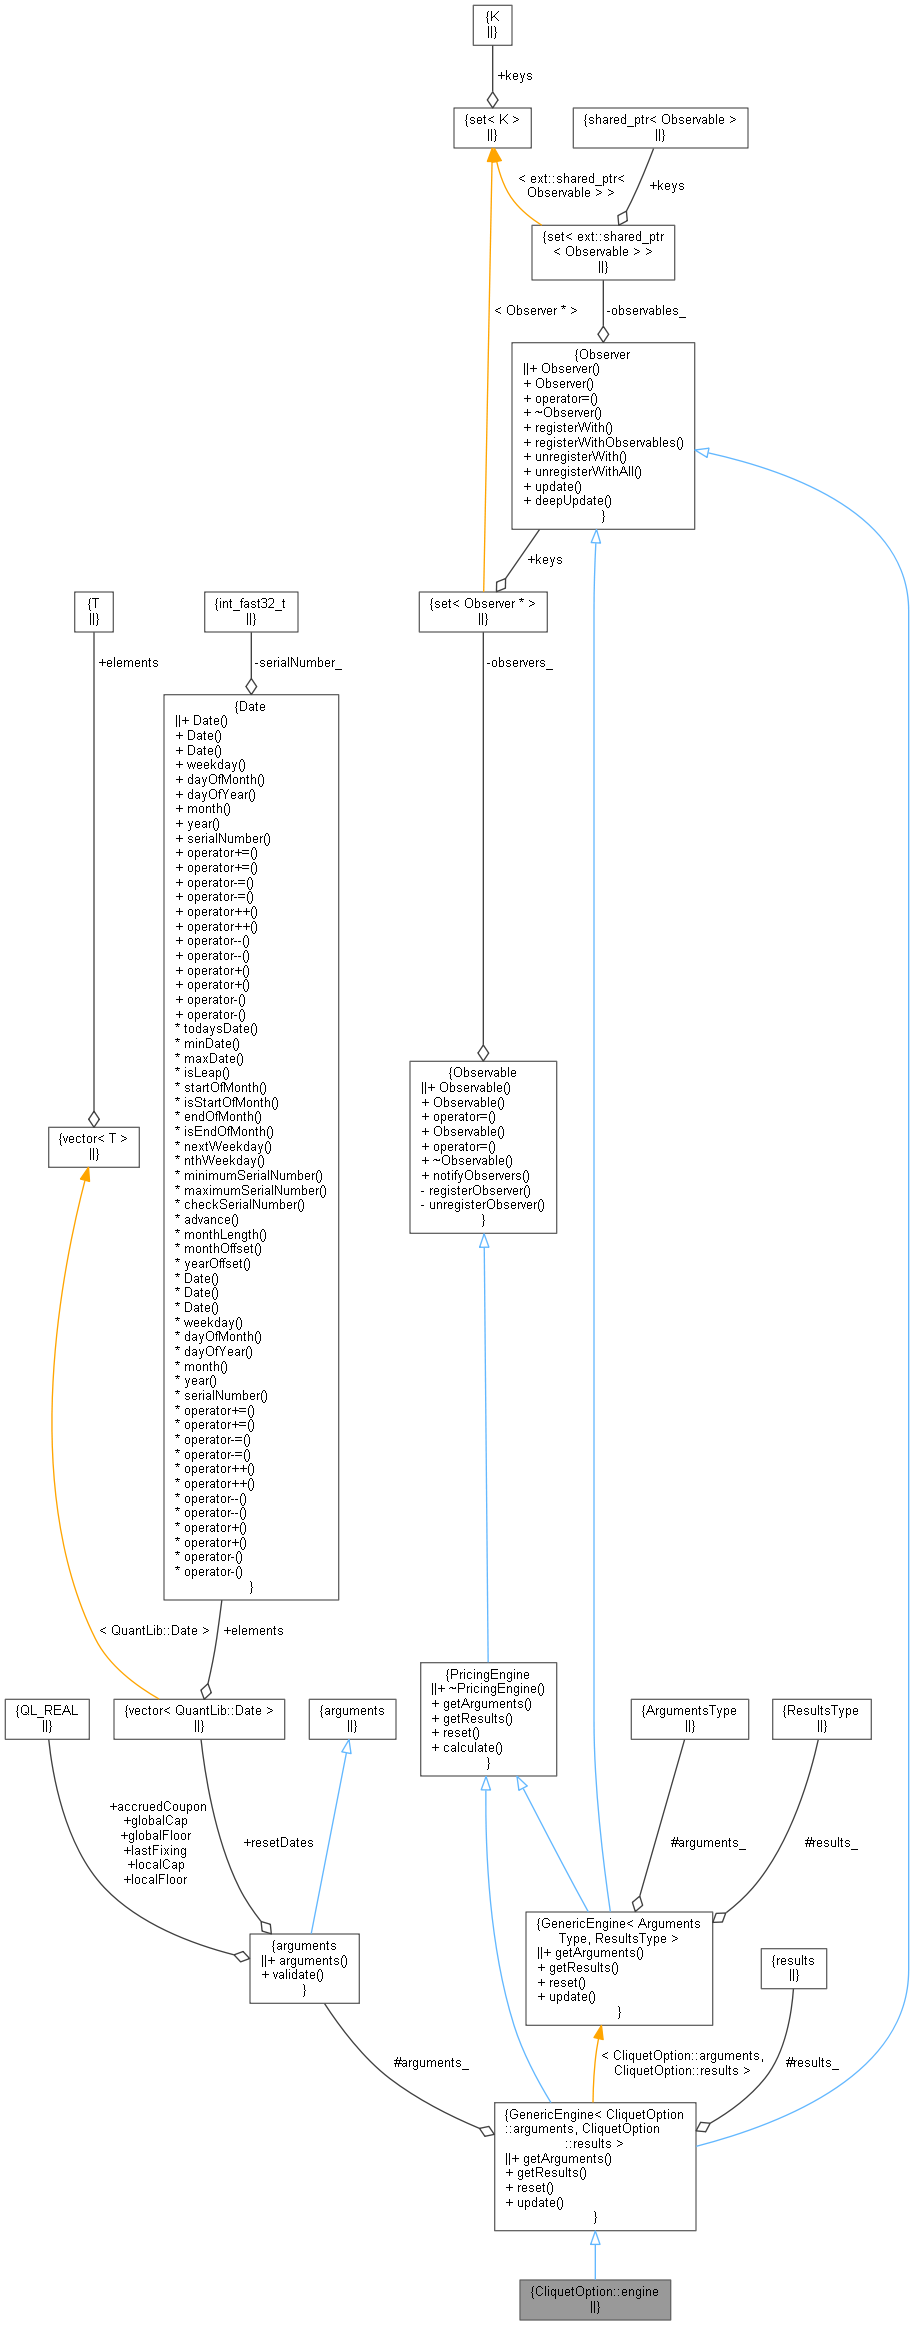 {K
||}
+keys
{set< K >
||}
{shared_ptr< Observable >
||}
< ext::shared_ptr<
Observable > >
+keys
{set< ext::shared_ptr
< Observable > >
||}
< Observer * >
-observables_
{Observer
||+ Observer()
+ Observer()
+ operator=()
+ ~Observer()
+ registerWith()
+ registerWithObservables()
+ unregisterWith()
+ unregisterWithAll()
+ update()
+ deepUpdate()
}
+keys
{T
||}
{int_fast32_t
||}
{set< Observer * >
||}
+elements
-serialNumber_
-observers_
{Date
||+ Date()
+ Date()
+ Date()
+ weekday()
+ dayOfMonth()
+ dayOfYear()
+ month()
+ year()
+ serialNumber()
+ operator+=()
+ operator+=()
+ operator-=()
+ operator-=()
+ operator++()
+ operator++()
+ operator--()
+ operator--()
+ operator+()
+ operator+()
+ operator-()
+ operator-()
* todaysDate()
* minDate()
* maxDate()
* isLeap()
* startOfMonth()
* isStartOfMonth()
* endOfMonth()
* isEndOfMonth()
* nextWeekday()
* nthWeekday()
* minimumSerialNumber()
* maximumSerialNumber()
* checkSerialNumber()
* advance()
* monthLength()
* monthOffset()
* yearOffset()
* Date()
* Date()
* Date()
* weekday()
* dayOfMonth()
* dayOfYear()
* month()
* year()
* serialNumber()
* operator+=()
* operator+=()
* operator-=()
* operator-=()
* operator++()
* operator++()
* operator--()
* operator--()
* operator+()
* operator+()
* operator-()
* operator-()
}
{Observable
||+ Observable()
+ Observable()
+ operator=()
+ Observable()
+ operator=()
+ ~Observable()
+ notifyObservers()
- registerObserver()
- unregisterObserver()
}
{vector< T >
||}
< QuantLib::Date >
+elements
{PricingEngine
||+ ~PricingEngine()
+ getArguments()
+ getResults()
+ reset()
+ calculate()
}
{QL_REAL
||}
{vector< QuantLib::Date >
||}
{arguments
||}
{ArgumentsType
||}
{ResultsType
||}
+accruedCoupon
+globalCap
+globalFloor
+lastFixing
+localCap
+localFloor
+resetDates
#arguments_
#results_
{arguments
||+ arguments()
+ validate()
}
{GenericEngine< Arguments
Type, ResultsType >
||+ getArguments()
+ getResults()
+ reset()
+ update()
}
{results
||}
#arguments_
< CliquetOption::arguments,
CliquetOption::results >
#results_
{GenericEngine< CliquetOption
::arguments, CliquetOption
::results >
||+ getArguments()
+ getResults()
+ reset()
+ update()
}
{CliquetOption::engine
||}